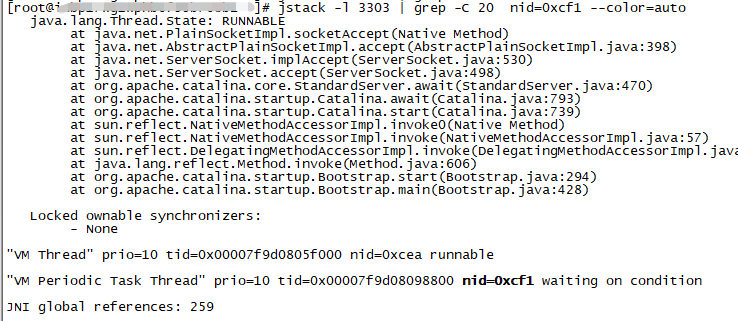 [root@ ]# jstack -l 3303 | grep -C 20 nid=0xcf1 --color=auto
java.lang.Thread.State: RUNNABLE
at java.net.PlainSocketImpl.socketAccept(Native Method)
at java.net.AbstractPlainSocketImpl.accept(AbstractPlainSocketImpl.java:398)
at java.net.ServerSocket.implAccept(ServerSocket.java:530)
at java.net.ServerSocket.accept(ServerSocket.java:498)
at org.apache.catalina.core.StandardServer.await(StandardServer.java:470)
at org.apache.catalina.startup.Catalina.await(Catalina.java:793)
at org.apache.catalina.startup.Catalina.start(Catalina.java:739)
at sun.reflect.NativeMethodAccessorImpl.invoke0(Native Method)
at sun.reflect.NativeMethodAccessorImpl.invoke(NativeMethodAccessorImpl.java:57)
at sun.reflect.DelegatingMethodAccessorImpl.invoke(DelegatingMethodAccessorImpl.java
at java.lang.reflect.Method.invoke(Method.java:606)
at org.apache.catalina.startup.Bootstrap.start(Bootstrap.java:294)
at org.apache.catalina.startup.Bootstrap.main(Bootstrap.java:428)
Locked ownable synchronizers:
- None
"VM Thread" prio=10 tid=0x00007f9d0805f000 nid=0xcea runnable
"VM Periodic Task Thread" prio=10 tid=0x00007f9d08098800 nid=0xcf1 waiting on condition
JNI global references: 259